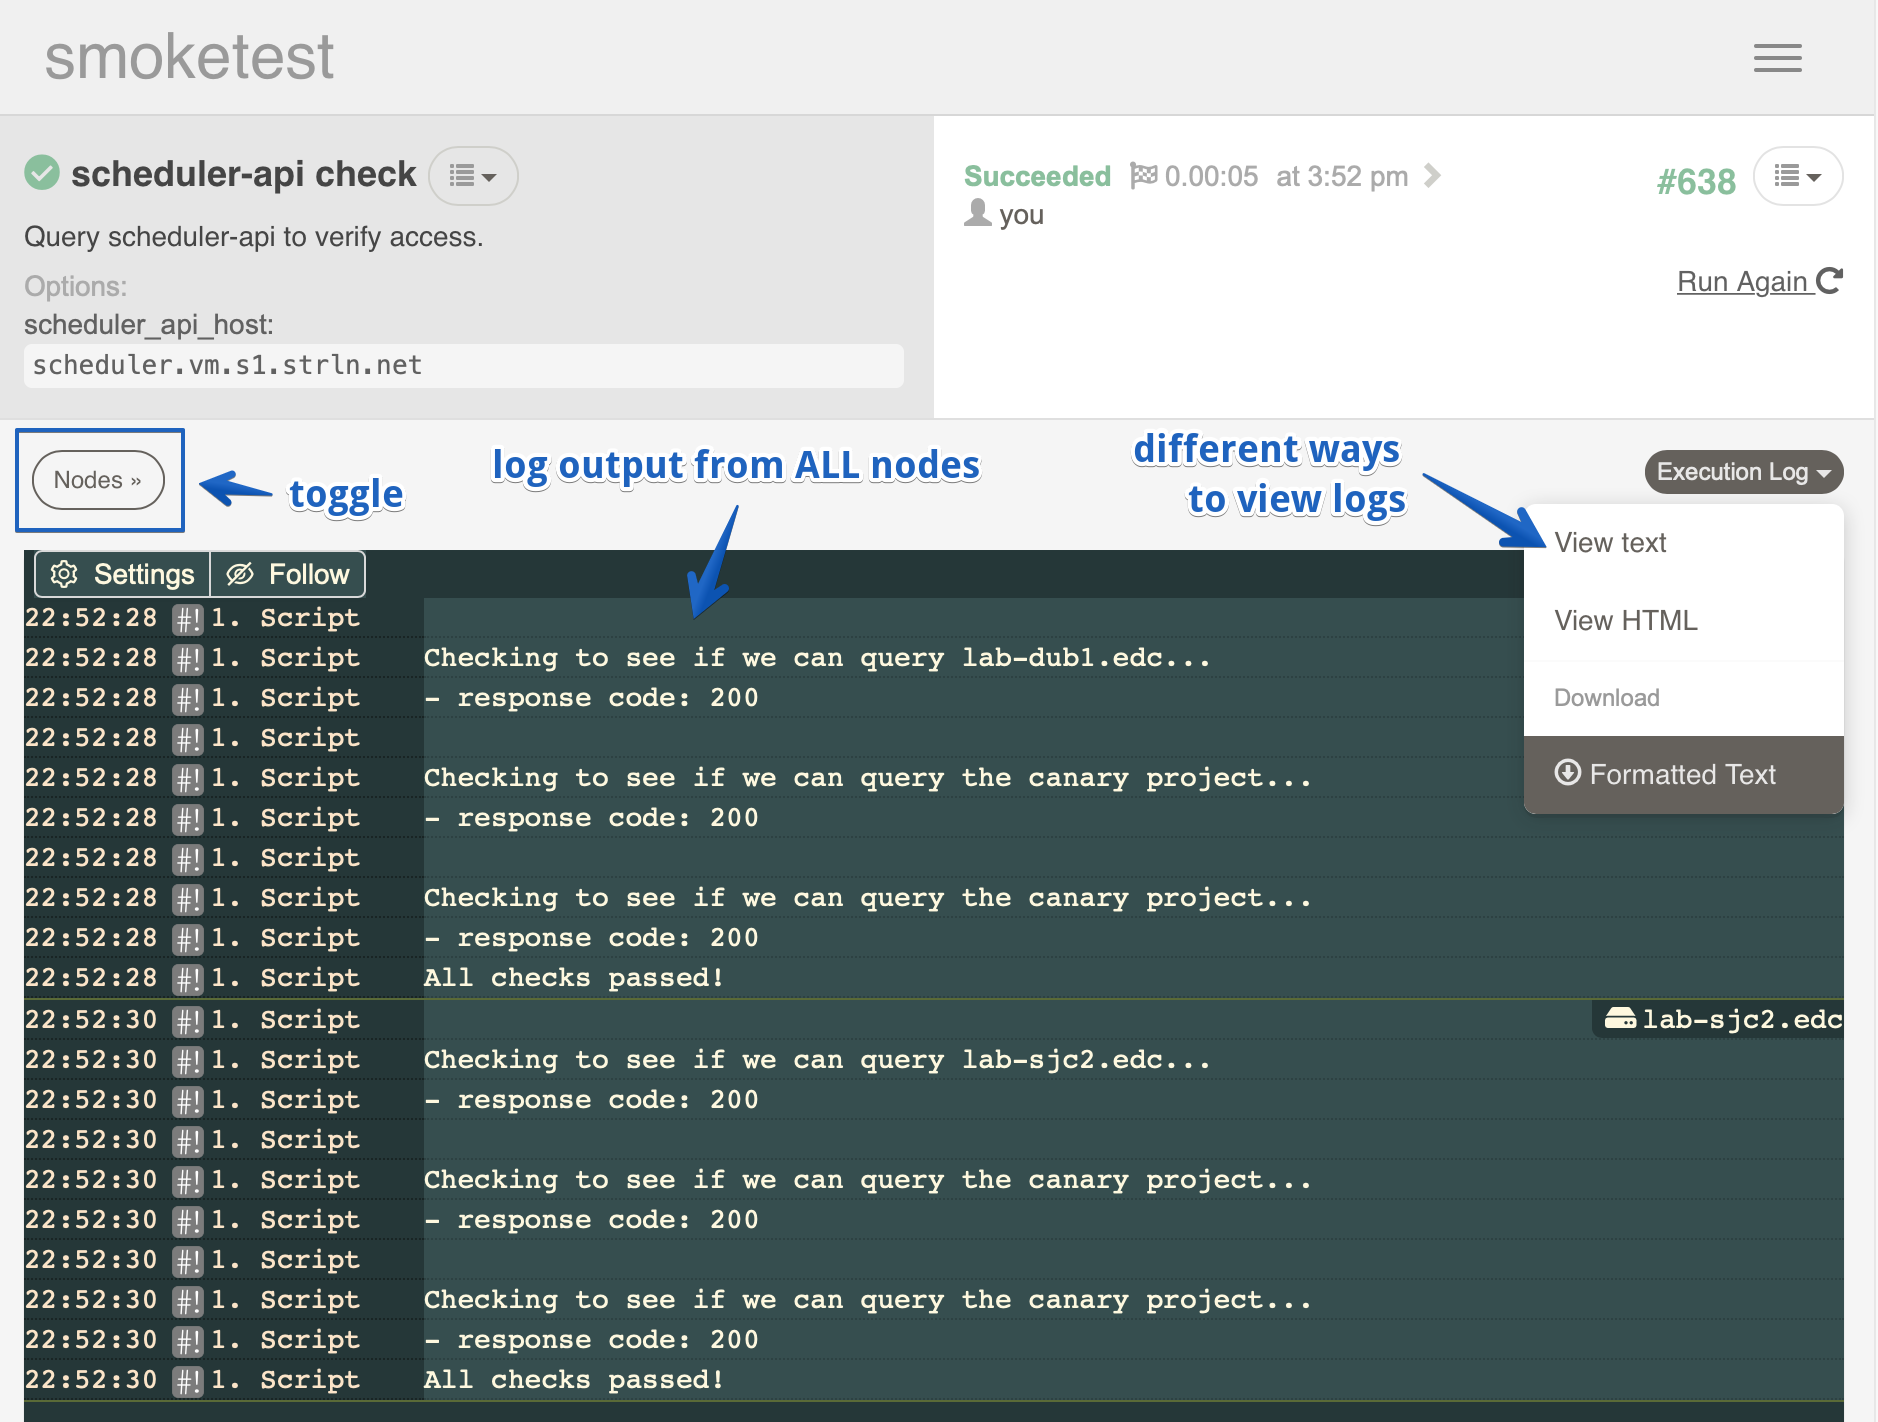 smoketest
scheduler-api check
Query scheduler-api to verify access.
Options:
scheduler_api_host:
scheduler.vm.s1.strln.net
Succeeded 0.00:05 at 3:52 pm
#638
you
Run Again
Nodes »
toggle
log output from ALL nodes
different ways
to view logs
Execution Log
View text
View HTML
Download
Formatted Text
Settings Follow
22:52:28 #! 1. Script
22:52:28 #! 1. Script Checking to see if we can query lab-dub1.edc...
22:52:28 #! 1. Script - response code: 200
22:52:28 #! 1. Script
22:52:28 #! 1. Script Checking to see if we can query the canary project...
22:52:28 #! 1. Script - response code: 200
22:52:28 #! 1. Script
22:52:28 #! 1. Script Checking to see if we can query the canary project...
22:52:28 #! 1. Script - response code: 200
22:52:28 #! 1. Script All checks passed!
22:52:30 #! 1. Script lab-sjc2.edc
22:52:30 #! 1. Script Checking to see if we can query lab-sjc2.edc...
22:52:30 #! 1. Script - response code: 200
22:52:30 #! 1. Script
22:52:30 #! 1. Script Checking to see if we can query the canary project...
22:52:30 #! 1. Script - response code: 200
22:52:30 #! 1. Script
22:52:30 #! 1. Script Checking to see if we can query the canary project...
22:52:30 #! 1. Script - response code: 200
22:52:30 #! 1. Script All checks passed!